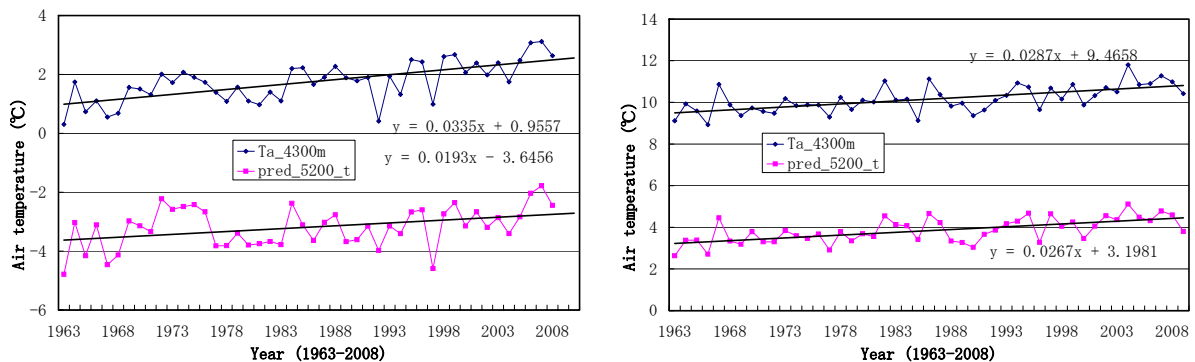 4
2
0
−2
−4
−6
Air temperature (℃)
y = 0.0335x + 0.9557
Ta_4300m
pred_5200_t
y = 0.0193x - 3.6456
1963 1968 1973 1978 1983 1988 1993 1998 2003 2008
Year (1963-2008)
14
12
10
8
6
4
2
0
Air temperature (℃)
y = 0.0287x + 9.4658
Ta_4300m
pred_5200_t
y = 0.0267x + 3.1981
1963 1968 1973 1978 1983 1988 1993 1998 2003 2008
Year (1963-2008)